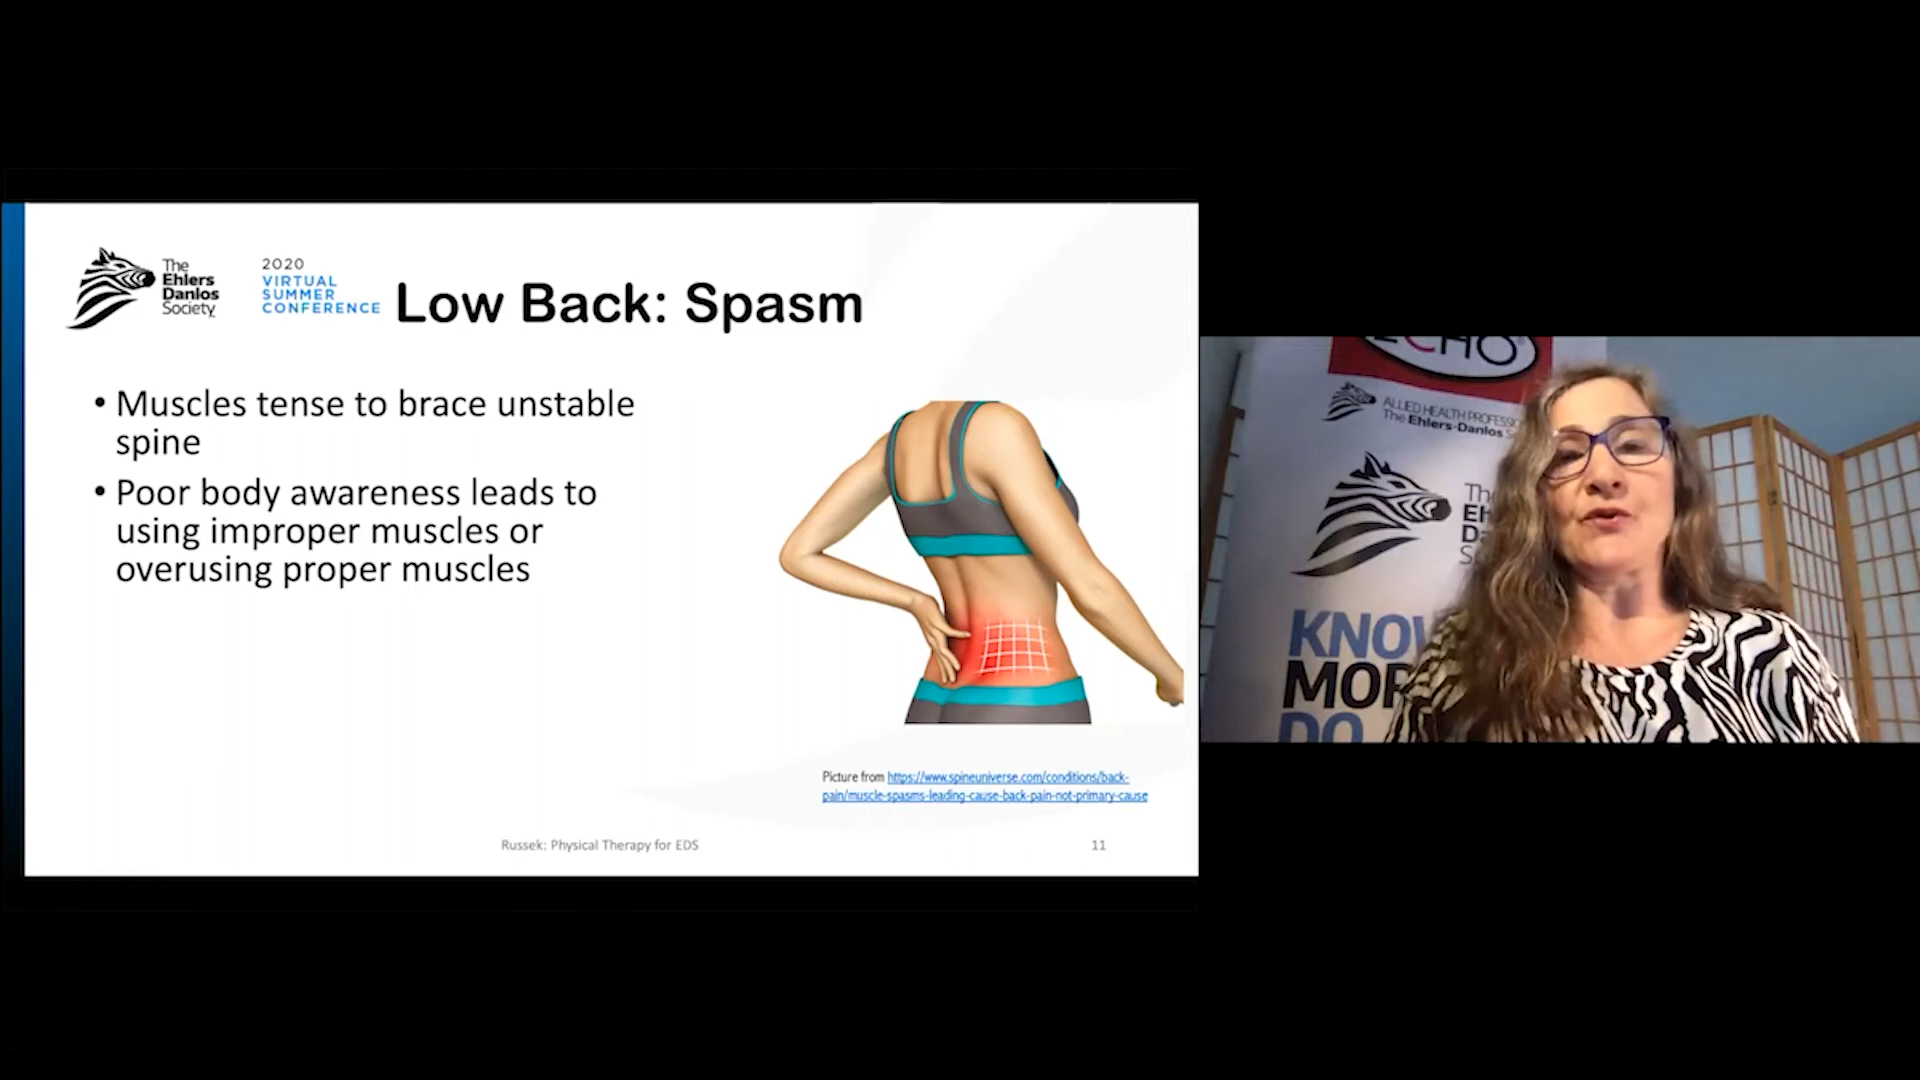 The
Ehlers
Danlos
Society
2020
VIRTUAL
SUMMER
CONFERENCE
Low Back: Spasm
• Muscles tense to brace unstable
spine
• Poor body awareness leads to
using improper muscles or
overusing proper muscles
Picture from https://www.spineuniverse.com/conditions/back-
pain/muscle-spasms-leading-cause-back-pain-not-primary-cause
Russek: Physical Therapy for EDS
11
ECHO
ALLIED HEALTH
The Ehlers-Danlos
KNOW
MOR
DO